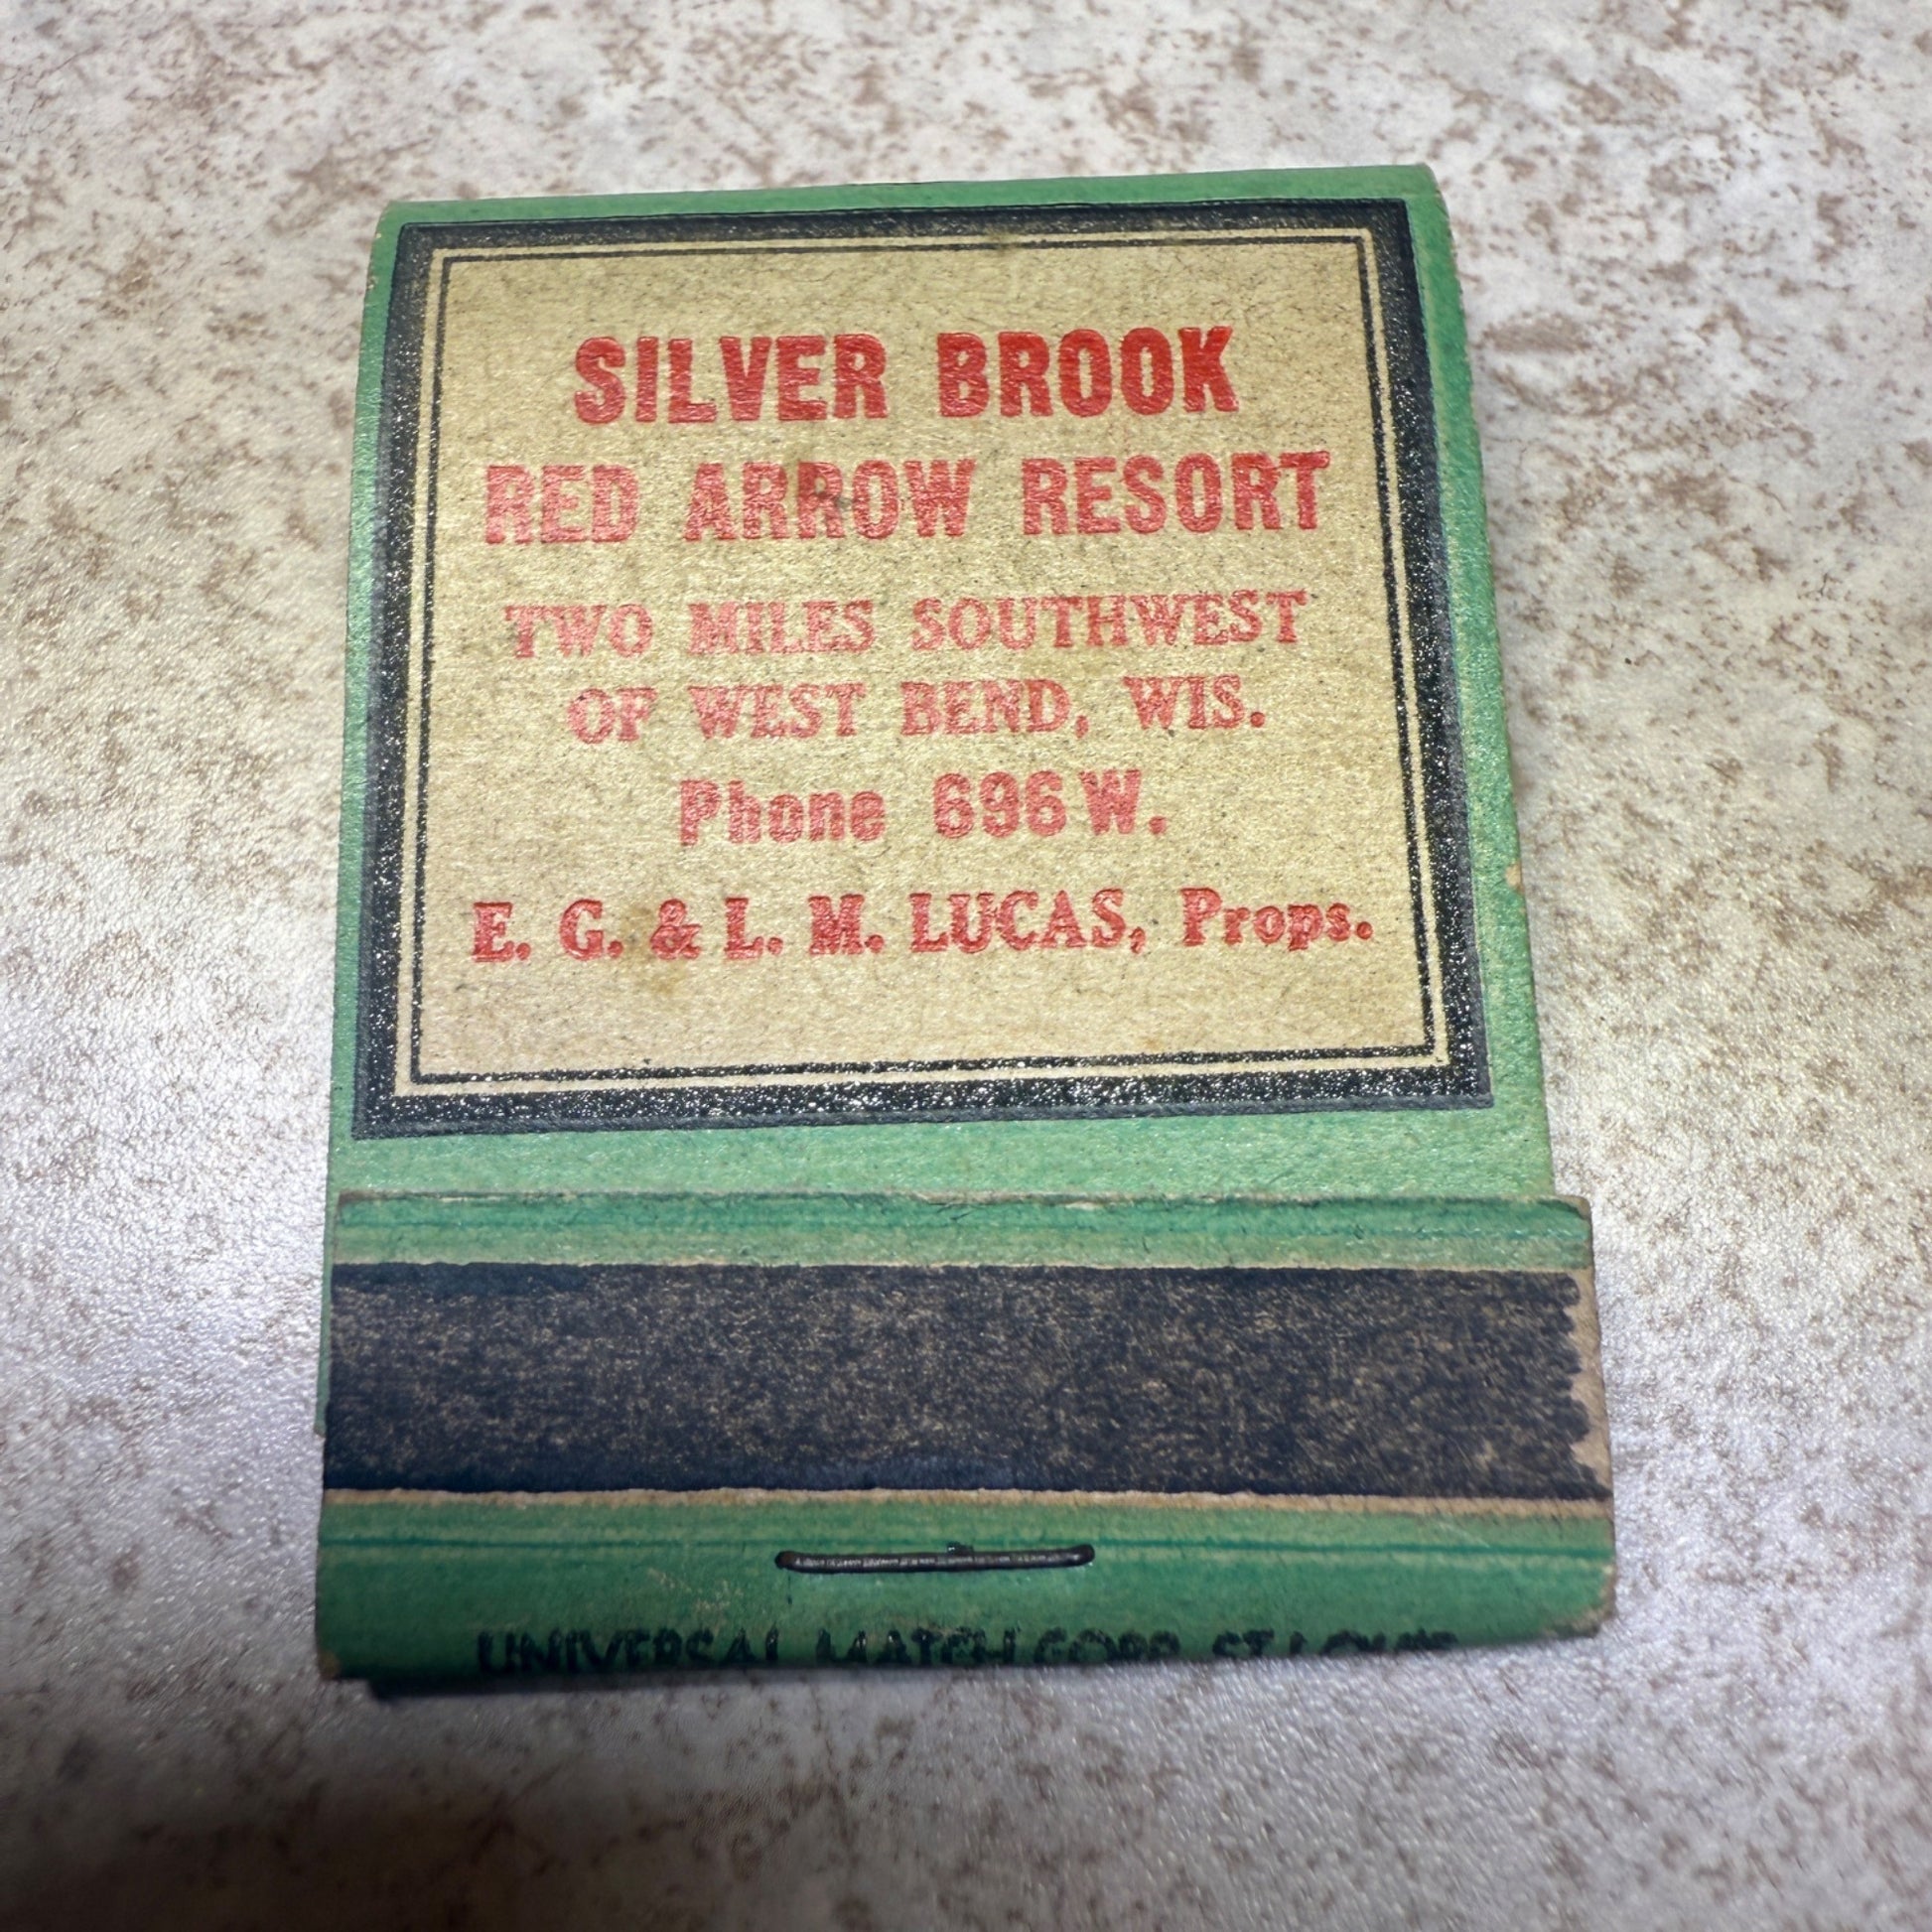 SILVER BROOK
RED ARROW RESORT
TWO MILES SOUTHWEST
OF WEST BEND, WIS.
Phone 696 W.
E. G. & L. M. LUCAS, Props.
UNIVERSAL MATCH CORP. ST. LOUIS